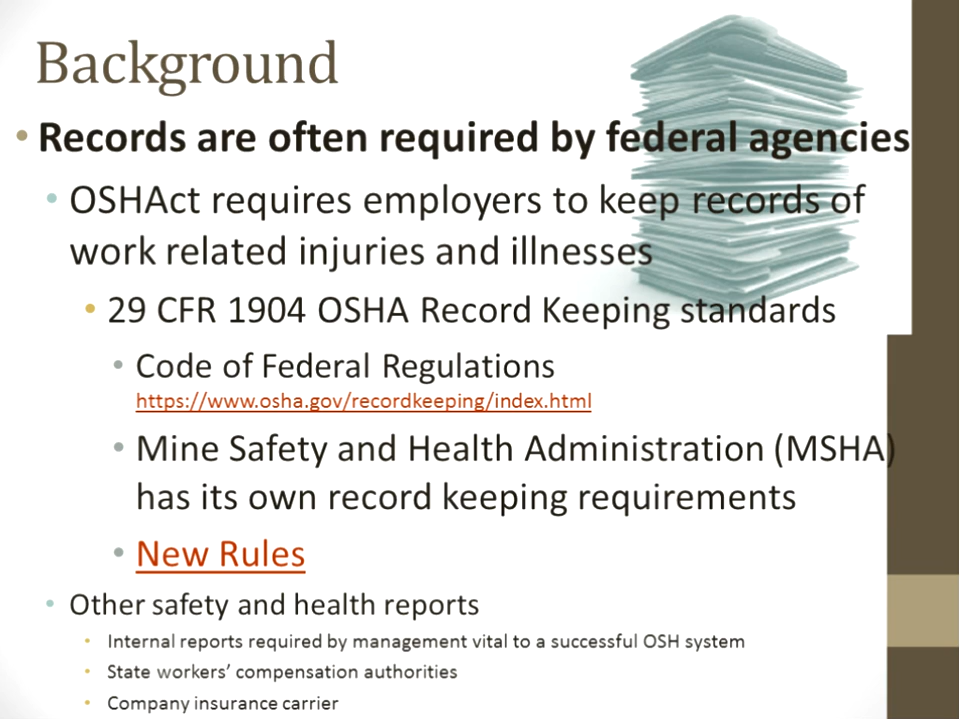 Background
• Records are often required by federal agencies
• OSHAct requires employers to keep records of
work related injuries and illnesses
• 29 CFR 1904 OSHA Record Keeping standards
• Code of Federal Regulations
https://www.osha.gov/recordkeeping/index.html
• Mine Safety and Health Administration (MSHA)
has its own record keeping requirements
• New Rules
• Other safety and health reports
• Internal reports required by management vital to a successful OSH system
• State workers’ compensation authorities
• Company insurance carrier